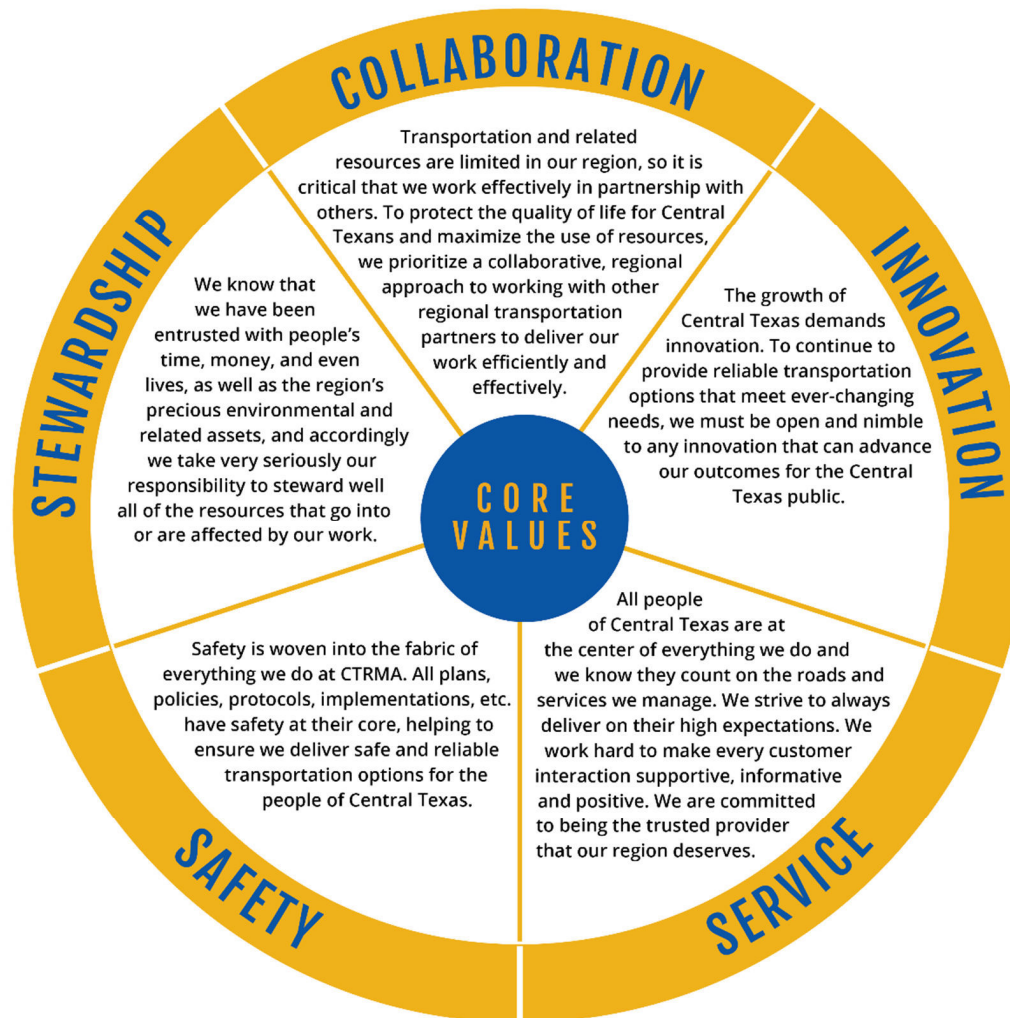 COLLABORATION
Transportation and related
resources are limited in our region, so it is
critical that we work effectively in partnership with
others. To protect the quality of life for Central
Texans and maximize the use of resources,
we prioritize a collaborative, regional
approach to working with other
regional transportation
partners to deliver our
work efficiently and
effectively.
INNOVATION
The growth of
Central Texas demands
innovation. To continue to
provide reliable transportation
options that meet ever-changing
needs, we must be open and nimble
to any innovation that can advance
our outcomes for the Central
Texas public.
SERVICE
All people
of Central Texas are at
the center of everything we do and
we know they count on the roads and
services we manage. We strive to always
deliver on their high expectations. We
work hard to make every customer
interaction supportive, informative
and positive. We are committed
to being the trusted provider
that our region deserves.
SAFETY
Safety is woven into the fabric of
everything we do at CTRMA. All plans,
policies, protocols, implementations, etc.
have safety at their core, helping to
ensure we deliver safe and reliable
transportation options for the
people of Central Texas.
STEWARDSHIP
We know that
we have been
entrusted with people's
time, money, and even
lives, as well as the region's
precious environmental and
related assets, and accordingly
we take very seriously our
responsibility to steward well
all of the resources that go into
or are affected by our work.
CORE
VALUES